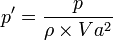 p′ = p / (ρ × Va²)